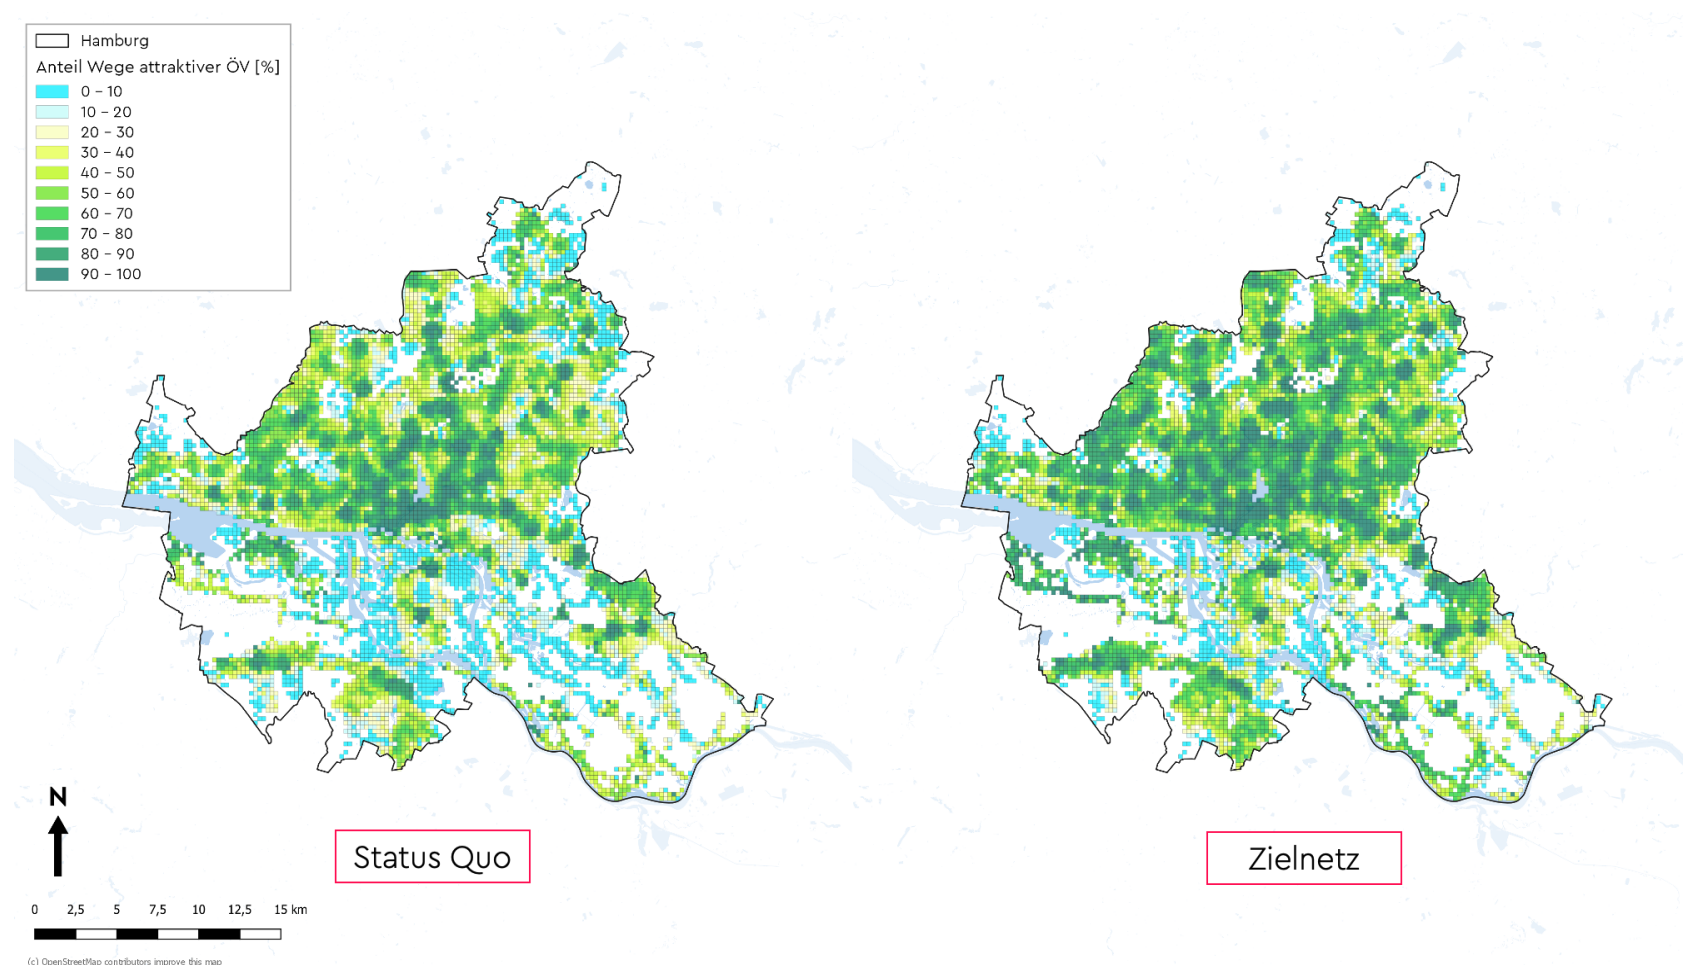 Hamburg
Anteil Wege attraktiver ÖV [%]
0 – 10
10 – 20
20 – 30
30 – 40
40 – 50
50 – 60
60 – 70
70 – 80
80 – 90
90 – 100
N
Status Quo
Zielnetz
0 2,5 5 7,5 10 12,5 15 km
(c) OpenStreetMap contributors improve this map